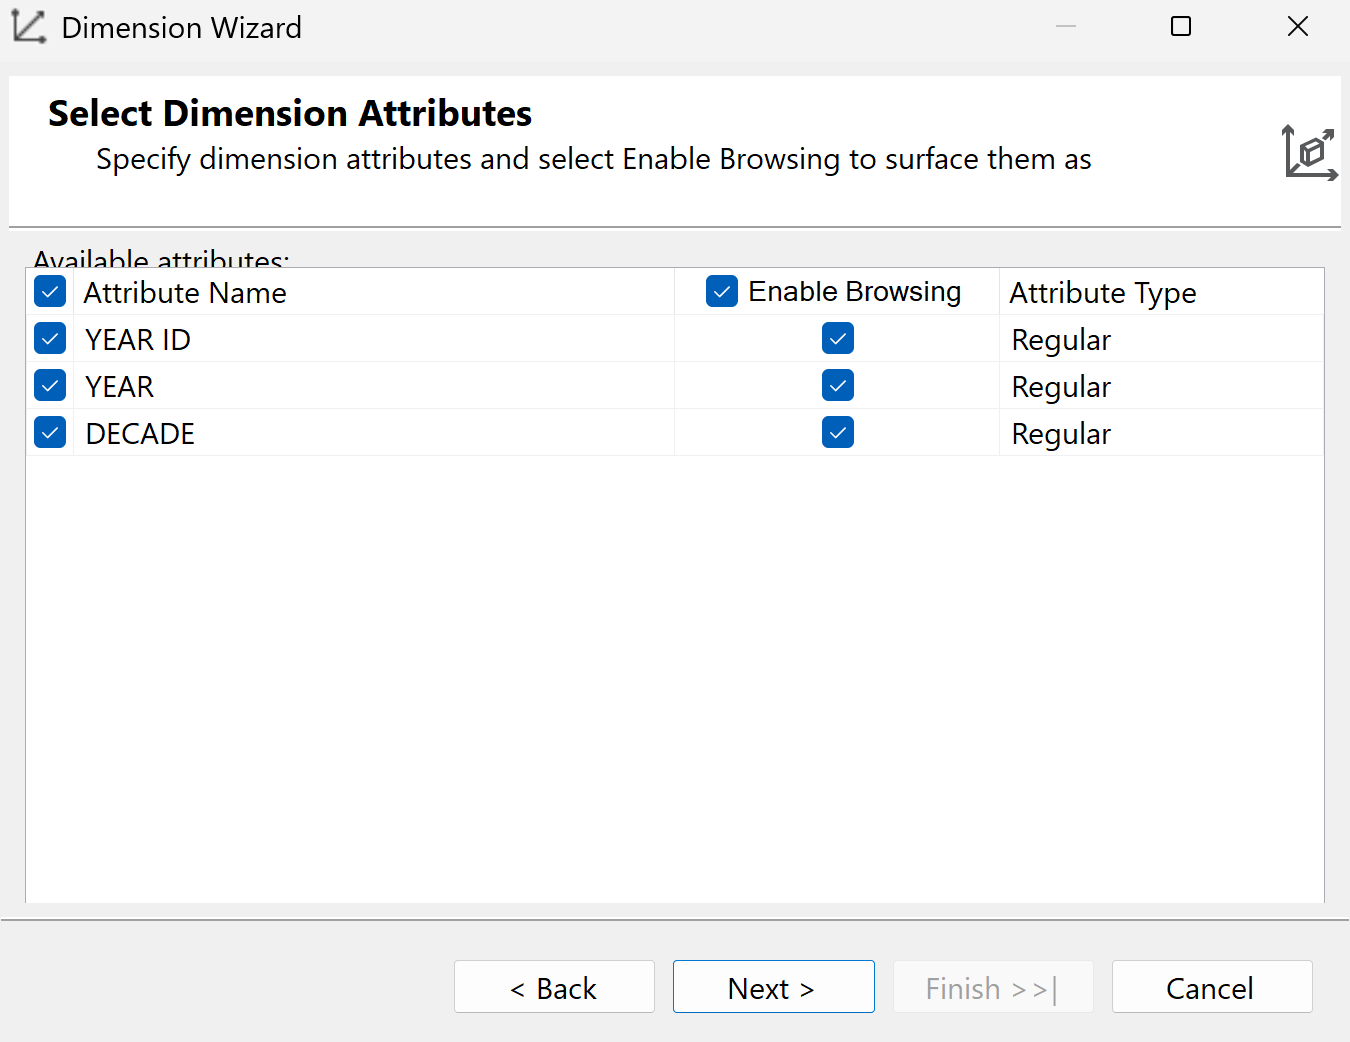 Dimension Wizard
Select Dimension Attributes
Specify dimension attributes and select Enable Browsing to surface them as
Available attributes:
Attribute Name Enable Browsing Attribute Type
YEAR ID Regular
YEAR Regular
DECADE Regular
< Back Next > Finish >>| Cancel